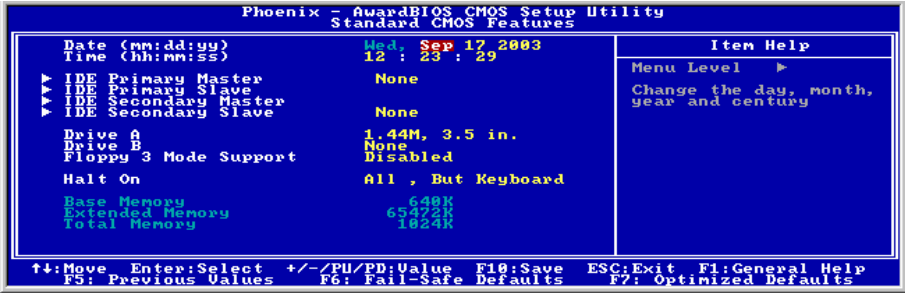 Phoenix - AwardBIOS CMOS Setup Utility
Standard CMOS Features
Date (mm:dd:yy) Wed, Sep 17 2003
Time (hh:mm:ss) 12 : 23 : 29
IDE Primary Master None
IDE Primary Slave
IDE Secondary Master
IDE Secondary Slave None
Drive A 1.44M, 3.5 in.
Drive B None
Floppy 3 Mode Support Disabled
Halt On All , But Keyboard
Base Memory 640K
Extended Memory 65472K
Total Memory 1024K
Item Help
Menu Level ►
Change the day, month,
year and century
↑↓:Move Enter:Select +/-/PU/PD:Value F10:Save ESC:Exit F1:General Help
F5: Previous Values F6: Fail-Safe Defaults F7: Optimized Defaults